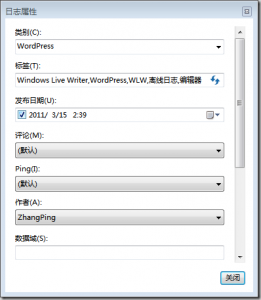 日志属性
类别(C):
WordPress
标签(T):
Windows Live Writer,WordPress,WLW,离线日志,编辑器
发布日期(U):
2011/ 3/15 2:39
评论(M):
(默认)
Ping(I):
(默认)
作者(A):
ZhangPing
数据域(S):
关闭